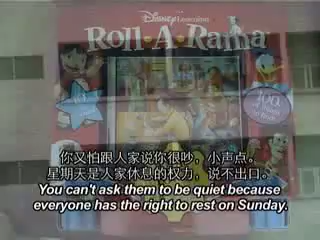 Disney Learning
Roll·A·Rama
100s
你又怕跟人家说你很吵，小声点。
星期天是人家休息的权力，说不出口。
You can't ask them to be quiet because
everyone has the right to rest on Sunday.